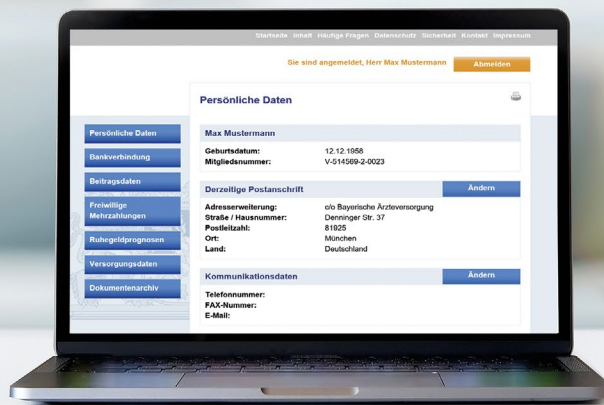 Startseite Inhalt Häufige Fragen Datenschutz Sicherheit Kontakt Impressum
Sie sind angemeldet, Herr Max Mustermann Abmelden
Persönliche Daten
Persönliche Daten
Bankverbindung
Beitragsdaten
Freiwillige
Mehrzahlungen
Ruhegeldprognosen
Versorgungsdaten
Dokumentenarchiv
Max Mustermann
Geburtsdatum: 12.12.1958
Mitgliedsnummer: V-514569-2-0023
Derzeitige Postanschrift Ändern
Adresserweiterung: c/o Bayerische Ärzteversorgung
Straße / Hausnummer: Denninger Str. 37
Postleitzahl: 81925
Ort: München
Land: Deutschland
Kommunikationsdaten Ändern
Telefonnummer:
FAX-Nummer:
E-Mail: